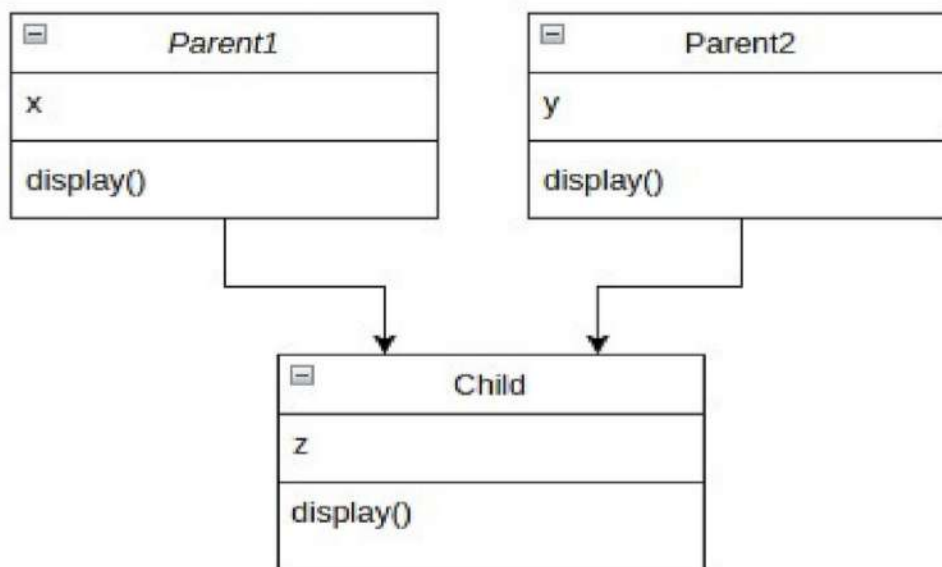 Parent1
x
display()
Parent2
y
display()
Child
z
display()